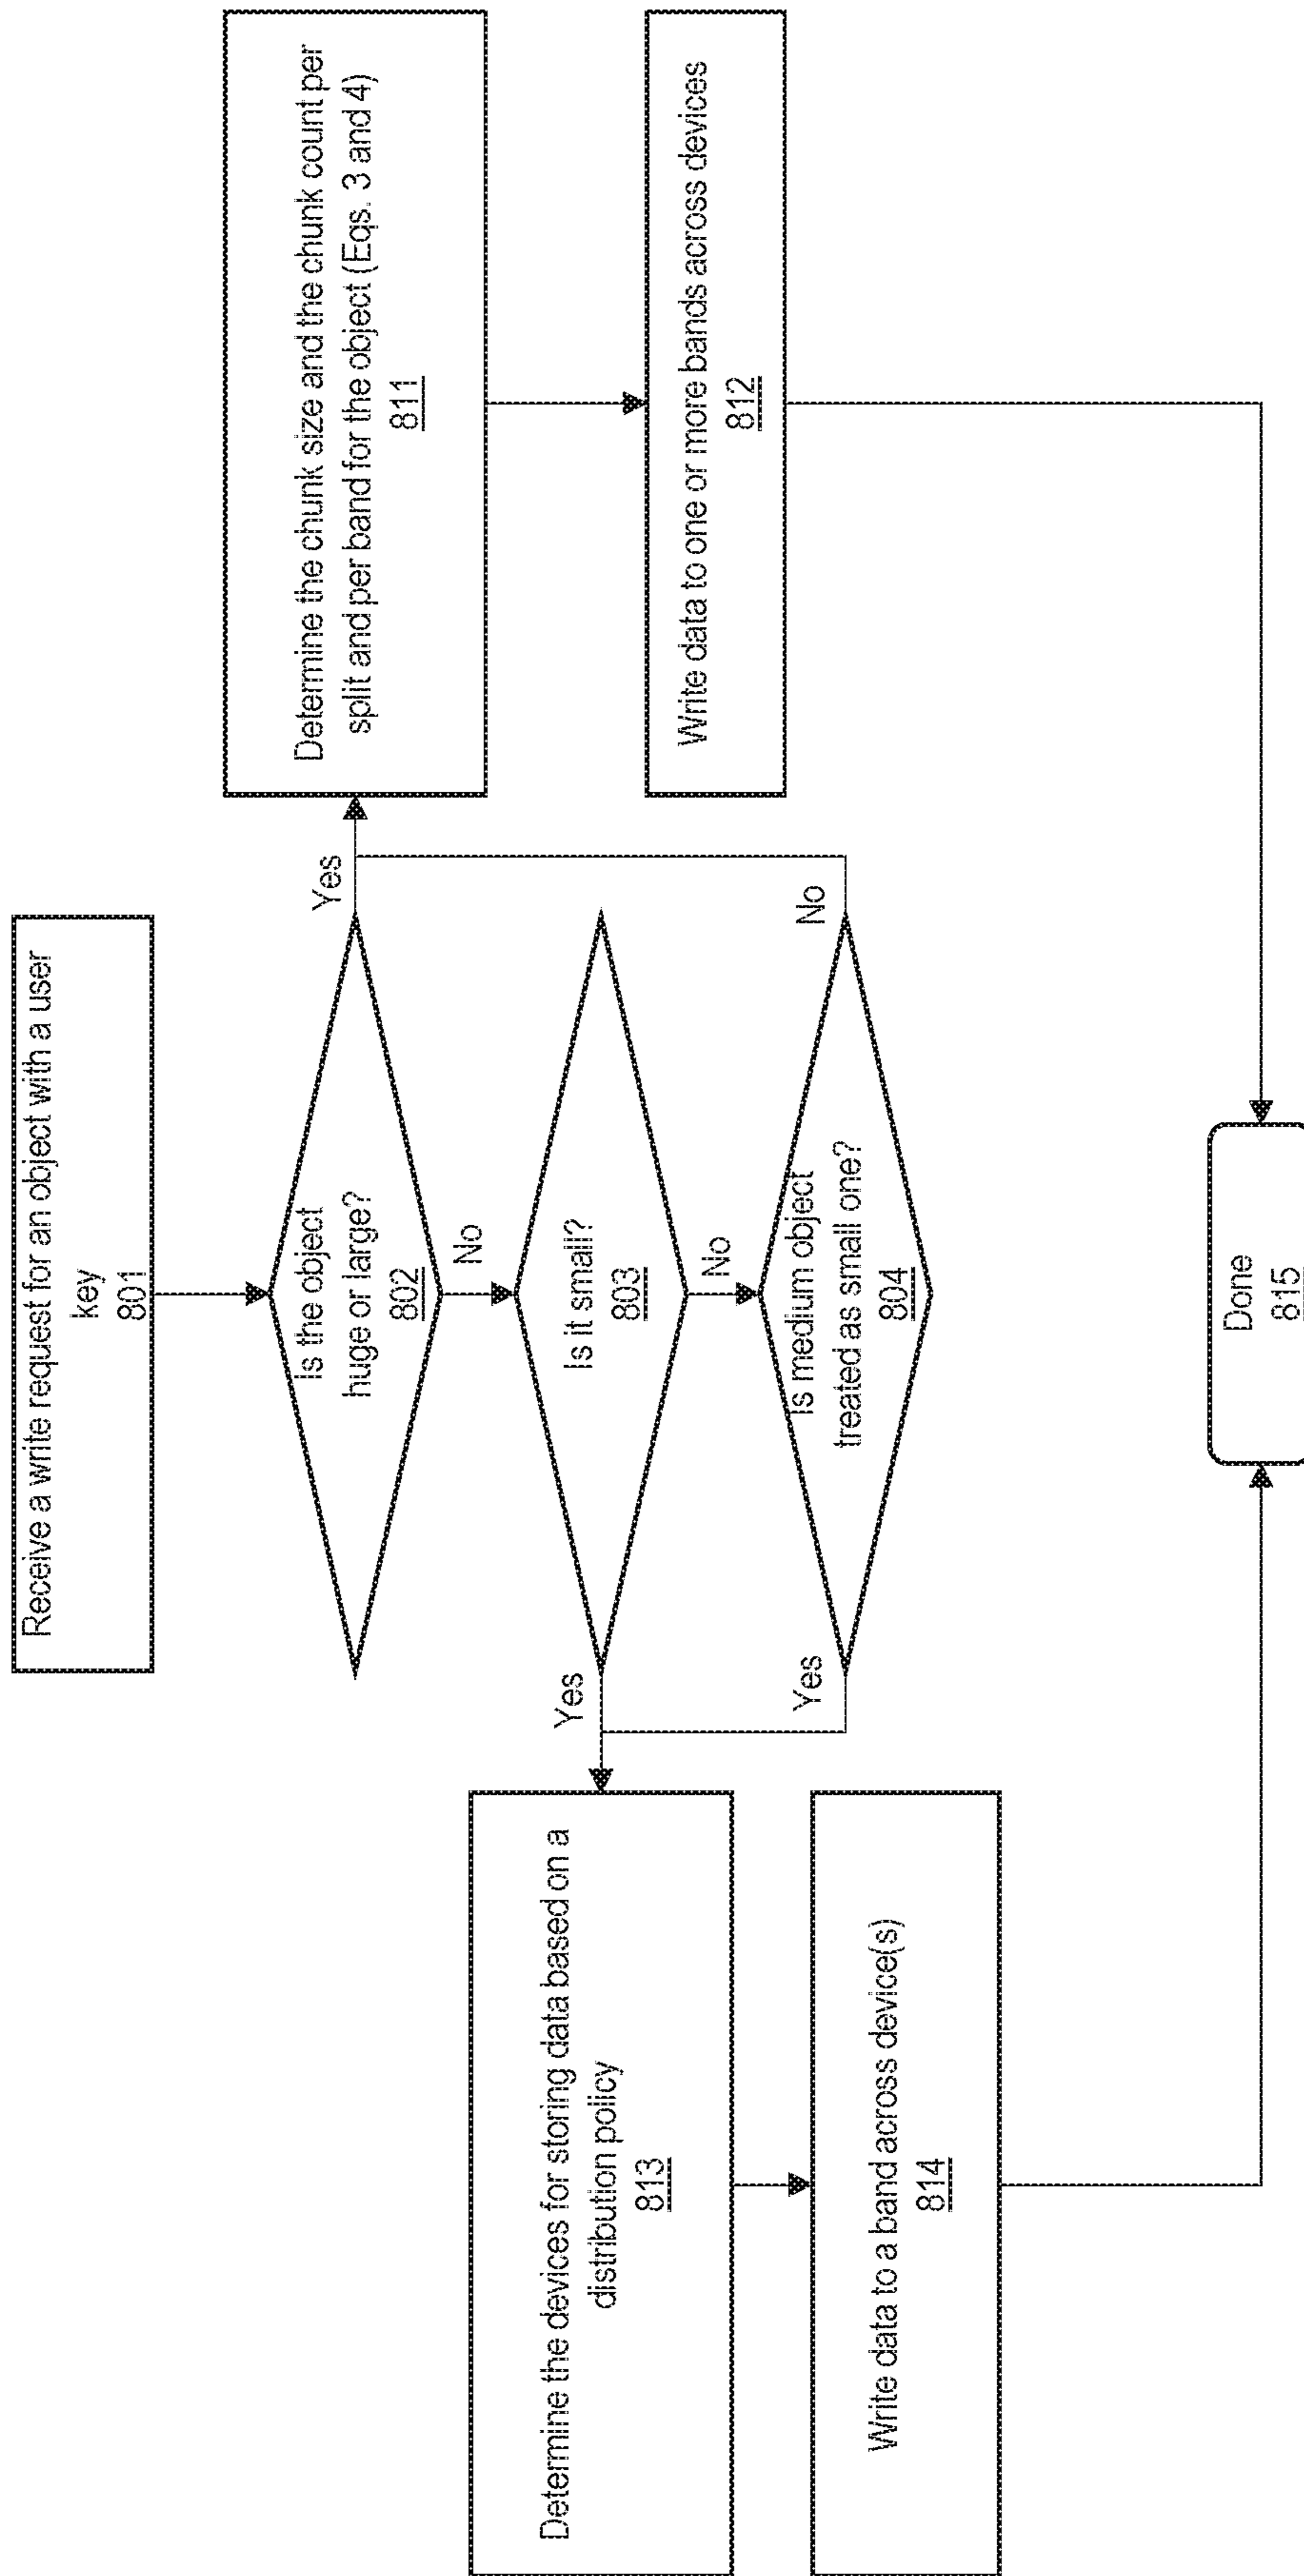 Receive a write request for an object with a user
key
801
Is the object
huge or large?
802
Yes
No
Determine the chunk size and the chunk count per
split and per band for the object (Eqs. 3 and 4)
811
Is it small?
803
Yes
No
Write data to one or more bands across devices
812
Determine the devices for storing data based on a
distribution policy
813
Is medium object
treated as small one?
804
Yes
No
Write data to a band across device(s)
814
Done
815